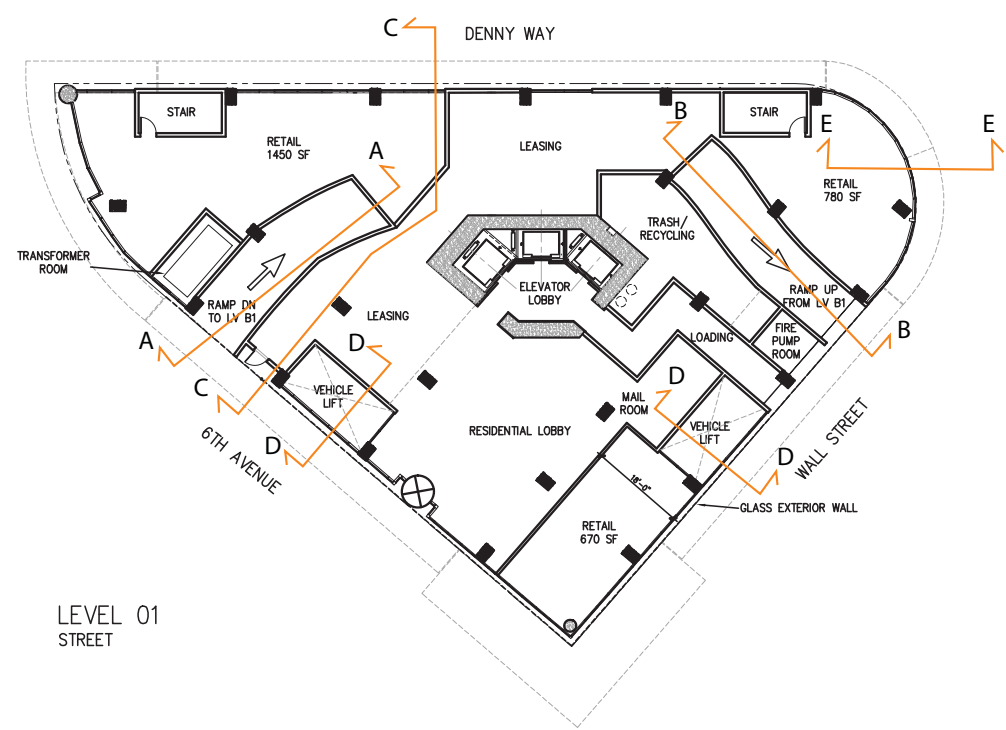 C
DENNY WAY
STAIR
STAIR
B
E
E
RETAIL
1450 SF
A
LEASING
RETAIL
780 SF
TRASH/
RECYCLING
TRANSFORMER
ROOM
ELEVATOR
LOBBY
RAMP DN
TO LV B1
RAMP UP
FROM LV B1
LEASING
LOADING
FIRE
PUMP
ROOM
A
B
D
C
VEHICLE
LIFT
D
MAIL
ROOM
RESIDENTIAL LOBBY
VEHICLE
LIFT
WALL STREET
6TH AVENUE
D
D
18'-0"
GLASS EXTERIOR WALL
RETAIL
670 SF
LEVEL 01
STREET